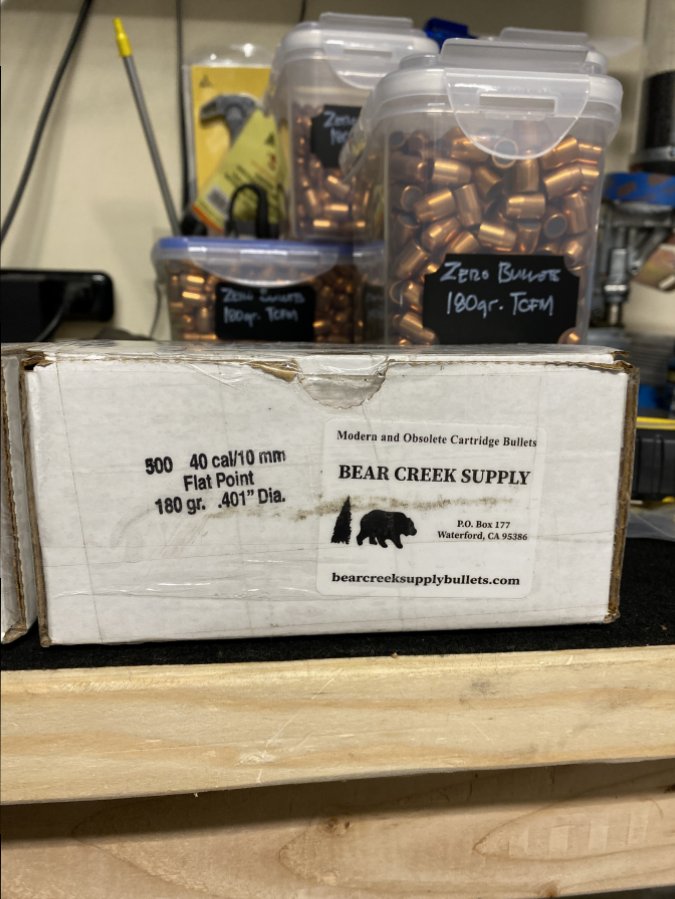 Zero
ZERO BULLETS
180gr. TCFM
ZERO BULLETS
180gr. TCFM
500 40 cal/10 mm
Flat Point
180 gr. .401" Dia.
Modern and Obsolete Cartridge Bullets
BEAR CREEK SUPPLY
P.O. Box 177
Waterford, CA 95386
bearcreeksupplybullets.com